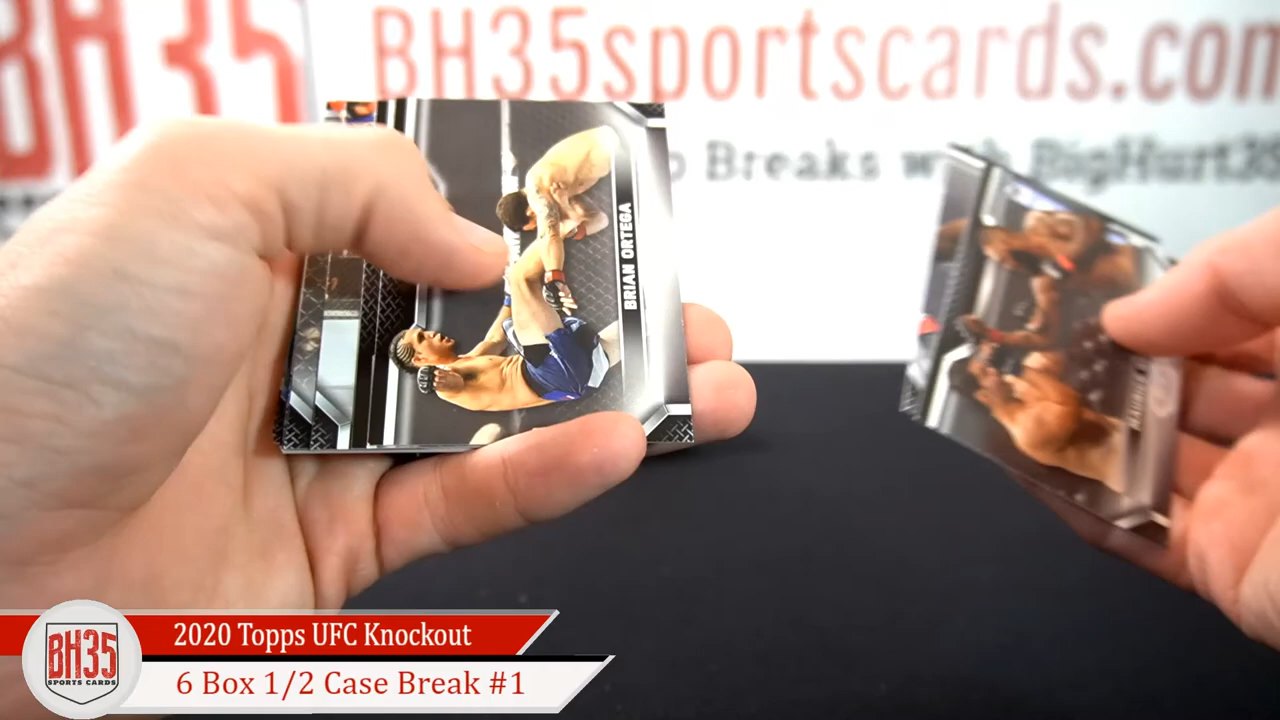 BH35
BH35sportscards.com
Breaks with BigHurt35
BRIAN ORTEGA
BH35
SPORTS CARDS
2020 Topps UFC Knockout
6 Box 1/2 Case Break #1